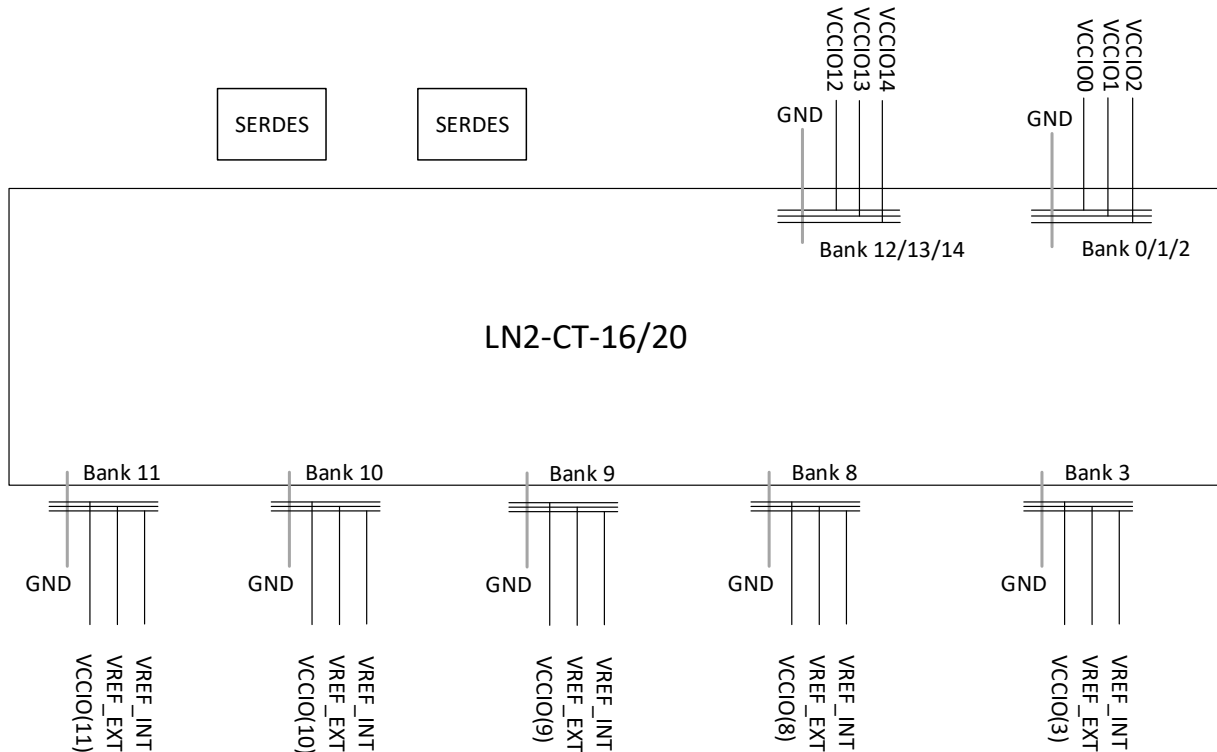 VCCIO12
VCCIO13
VCCIO14
VCCIO0
VCCIO1
VCCIO2
SERDES
SERDES
GND
GND
Bank 12/13/14
Bank 0/1/2
LN2-CT-16/20
Bank 11
Bank 10
Bank 9
Bank 8
Bank 3
GND
GND
GND
GND
GND
VCCIO(11)
VREF_EXT
VREF_INT
VCCIO(10)
VREF_EXT
VREF_INT
VCCIO(9)
VREF_EXT
VREF_INT
VCCIO(8)
VREF_EXT
VREF_INT
VCCIO(3)
VREF_EXT
VREF_INT